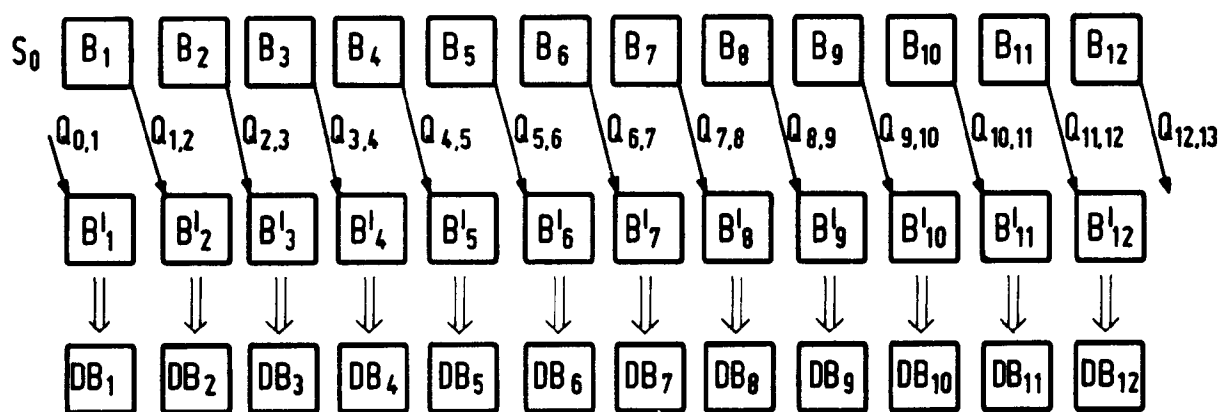 S₀ B₁ B₂ B₃ B₄ B₅ B₆ B₇ B₈ B₉ B₁₀ B₁₁ B₁₂
Q₀,₁ Q₁,₂ Q₂,₃ Q₃,₄ Q₄,₅ Q₅,₆ Q₆,₇ Q₇,₈ Q₈,₉ Q₉,₁₀ Q₁₀,₁₁ Q₁₁,₁₂ Q₁₂,₁₃
B'₁ B'₂ B'₃ B'₄ B'₅ B'₆ B'₇ B'₈ B'₉ B'₁₀ B'₁₁ B'₁₂
DB₁ DB₂ DB₃ DB₄ DB₅ DB₆ DB₇ DB₈ DB₉ DB₁₀ DB₁₁ DB₁₂